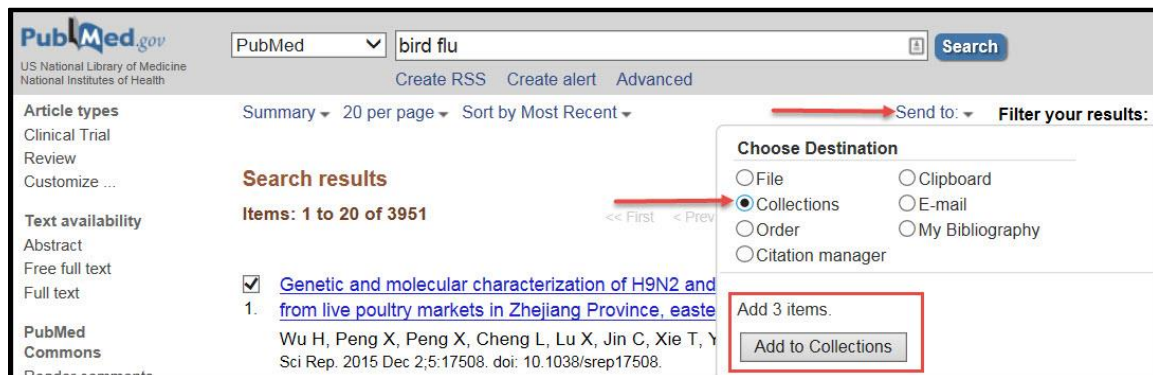 PubMed.gov
US National Library of Medicine
National Institutes of Health
PubMed
bird flu
Search
Create RSS Create alert Advanced
Article types
Clinical Trial
Review
Customize ...
Text availability
Abstract
Free full text
Full text
PubMed
Commons
Reader comments
Summary 20 per page Sort by Most Recent
Send to: Filter your results:
Search results
Items: 1 to 20 of 3951
<< First < Prev
1.
Genetic and molecular characterization of H9N2 and
from live poultry markets in Zhejiang Province, easte
Wu H, Peng X, Peng X, Cheng L, Lu X, Jin C, Xie T, Y
Sci Rep. 2015 Dec 2;5:17508. doi: 10.1038/srep17508.
Choose Destination
File Clipboard
Collections E-mail
Order My Bibliography
Citation manager
Add 3 items.
Add to Collections